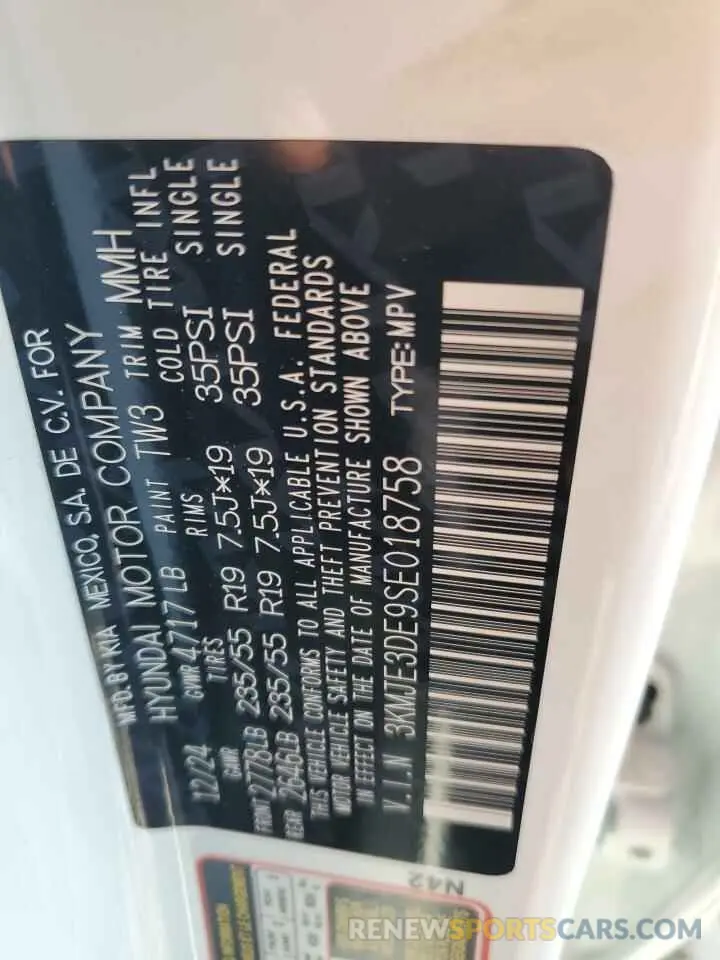 MFD. BY KIA MEXICO, S.A. DE C.V. FOR
HYUNDAI MOTOR COMPANY
12/24 GVWR 4717 LB PAINT TW3 TRIM MMH
GAWR TIRES RIMS COLD TIRE INFL
FRONT 2778LB 235/55 R19 7.5J×19 35PSI SINGLE
REAR 2646LB 235/55 R19 7.5J×19 35PSI SINGLE
THIS VEHICLE CONFORMS TO ALL APPLICABLE U.S.A. FEDERAL
MOTOR VEHICLE SAFETY AND THEFT PREVENTION STANDARDS
IN EFFECT ON THE DATE OF MANUFACTURE SHOWN ABOVE
V.I.N 3KMJE3DE9SE018758 TYPE:MPV
N42
RENEWSPORTSCARS.COM